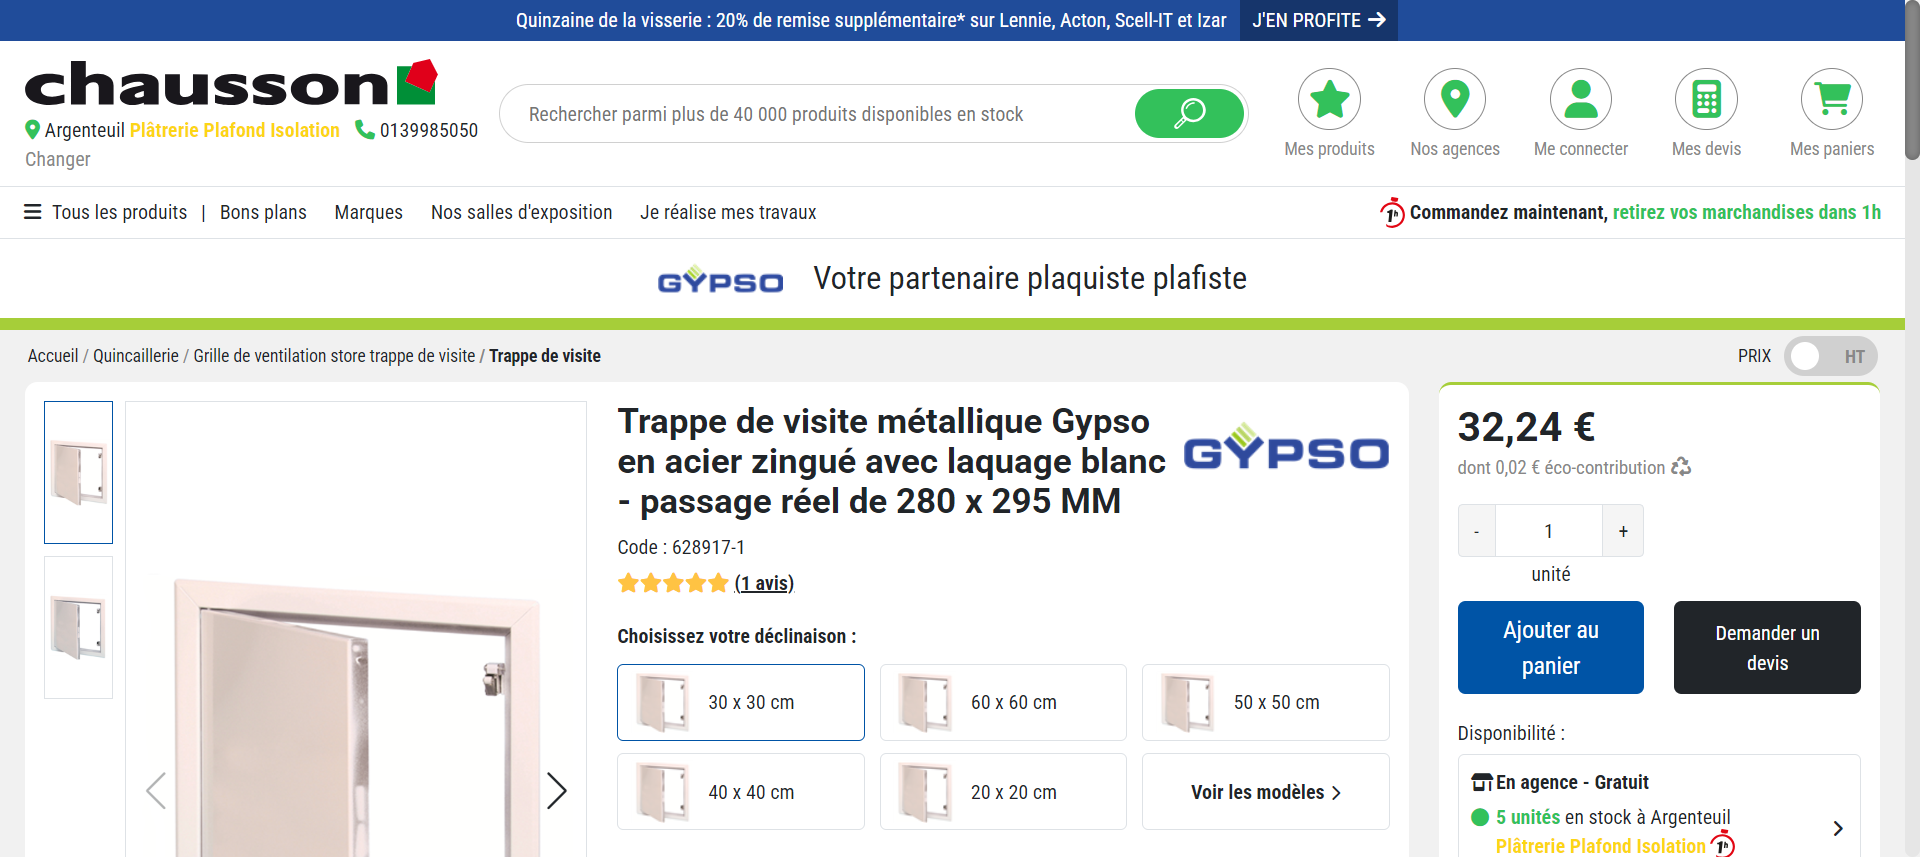 Quinzaine de la visserie : 20% de remise supplémentaire* sur Lennie, Acton, Scell-IT et Izar J'EN PROFITE
chausson
Argenteuil Plâtrerie Plafond Isolation 0139985050
Changer
Rechercher parmi plus de 40 000 produits disponibles en stock
Mes produits
Nos agences
Me connecter
Mes devis
Mes paniers
Tous les produits | Bons plans Marques Nos salles d'exposition Je réalise mes travaux
1h Commandez maintenant, retirez vos marchandises dans 1h
GYPSO Votre partenaire plaquiste plafiste
Accueil / Quincaillerie / Grille de ventilation store trappe de visite / Trappe de visite
PRIX HT
Trappe de visite métallique Gypso
en acier zingué avec laquage blanc
- passage réel de 280 x 295 MM
GYPSO
Code : 628917-1
(1 avis)
Choisissez votre déclinaison :
30 x 30 cm
60 x 60 cm
50 x 50 cm
40 x 40 cm
20 x 20 cm
Voir les modèles
32,24 €
dont 0,02 € éco-contribution
- 1 +
unité
Ajouter au
panier
Demander un
devis
Disponibilité :
En agence - Gratuit
5 unités en stock à Argenteuil
Plâtrerie Plafond Isolation 1h